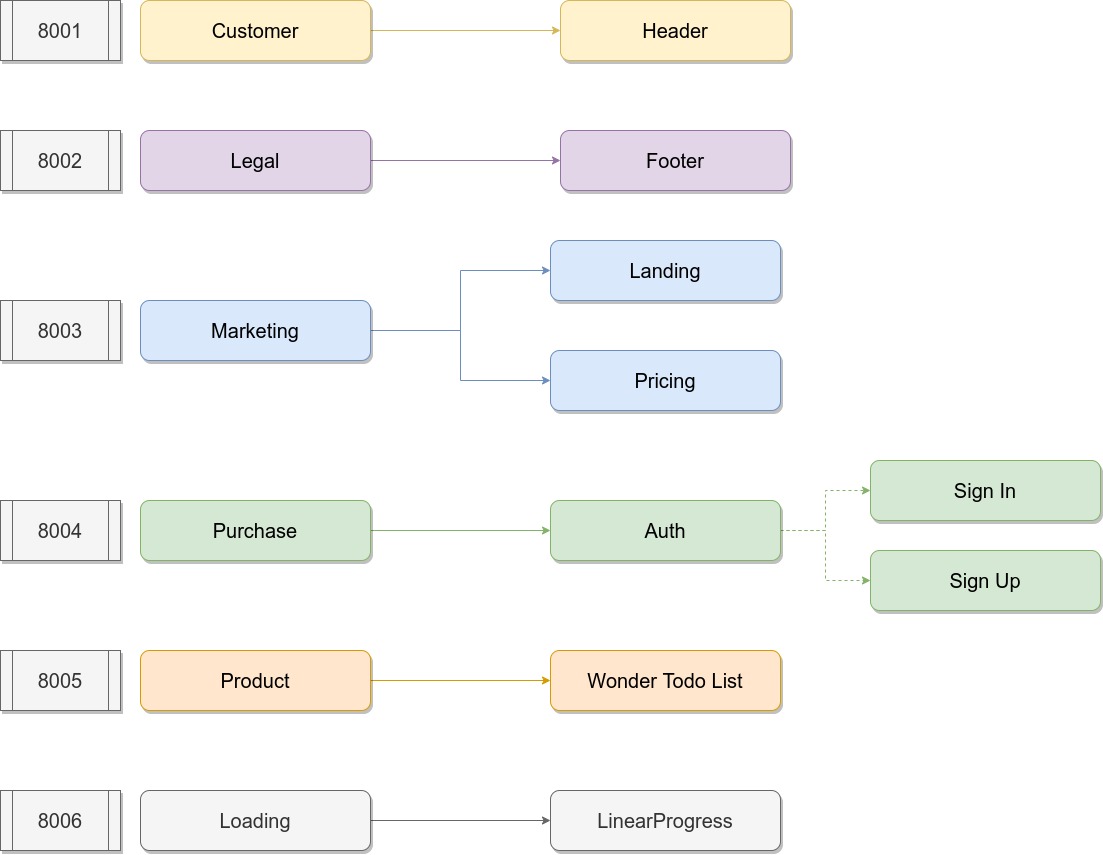 8001
Customer
Header
8002
Legal
Footer
8003
Marketing
Landing
Pricing
8004
Purchase
Auth
Sign In
Sign Up
8005
Product
Wonder Todo List
8006
Loading
LinearProgress